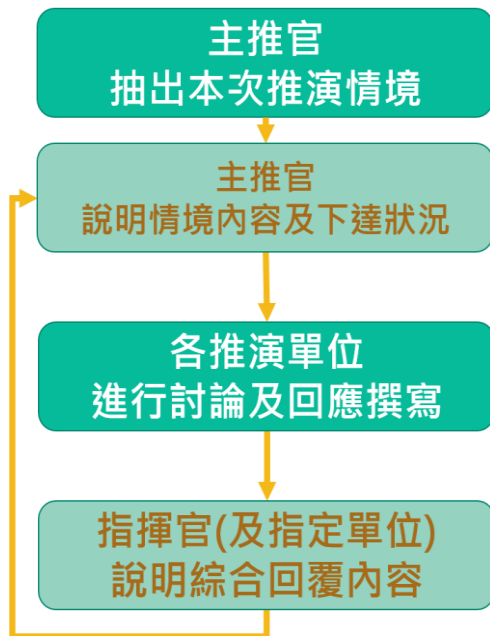 主推官
抽出本次推演情境
主推官
說明情境內容及下達狀況
各推演單位
進行討論及回應撰寫
指揮官(及指定單位)
說明綜合回覆內容